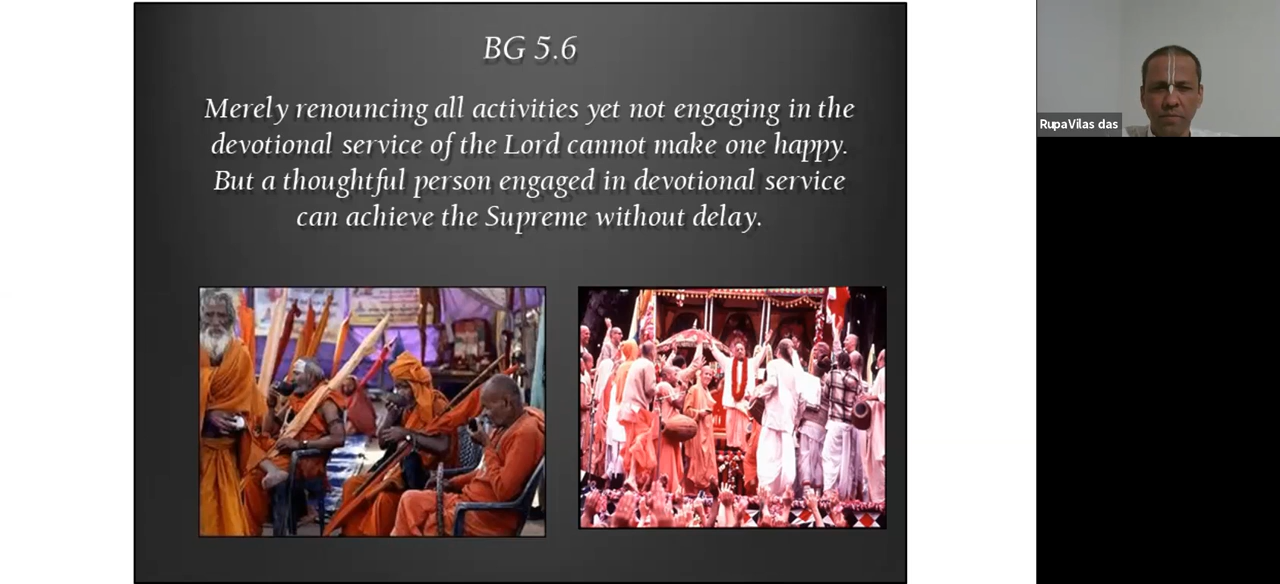 BG 5.6
Merely renouncing all activities yet not engaging in the
devotional service of the Lord cannot make one happy.
But a thoughtful person engaged in devotional service
can achieve the Supreme without delay.
RupaVilas das